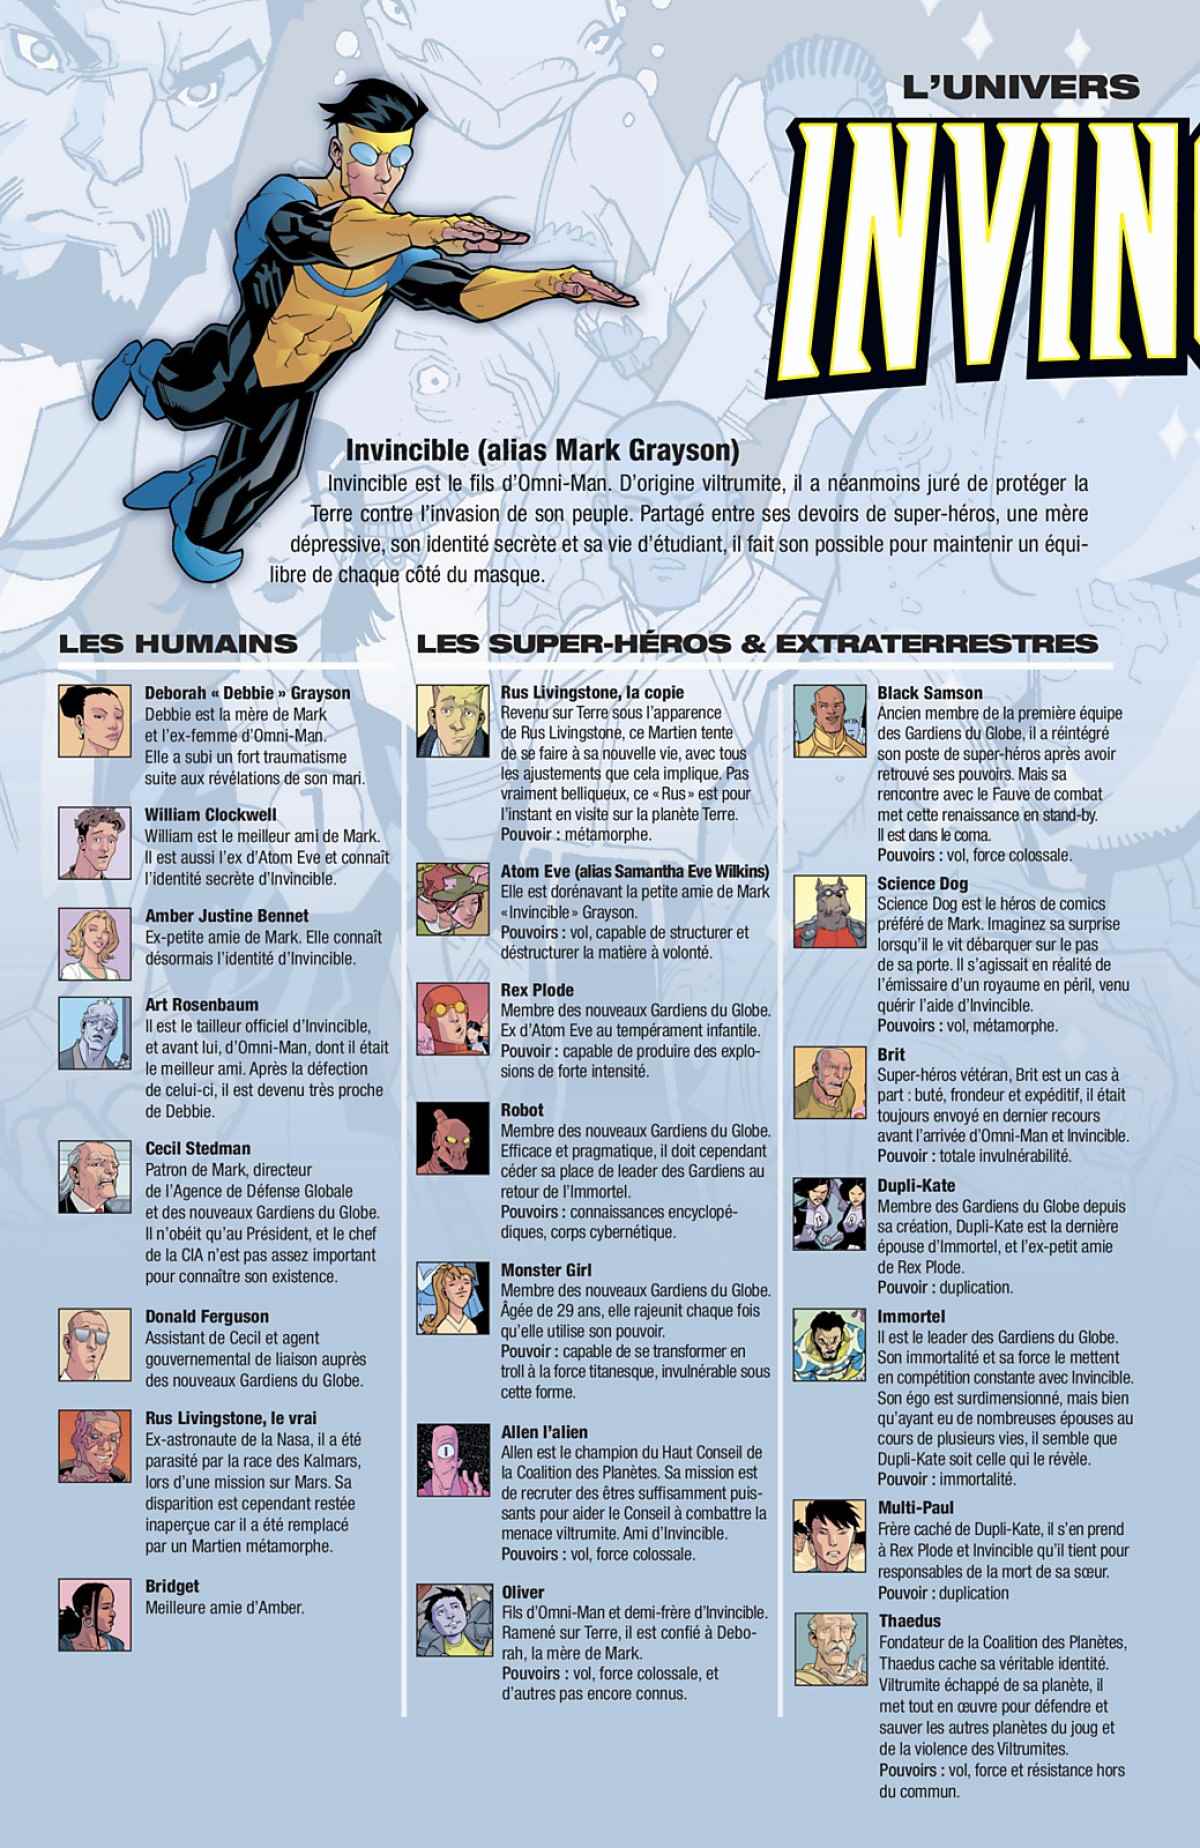 L'UNIVERS
INVINC
Invincible (alias Mark Grayson)
Invincible est le fils d'Omni-Man. D'origine viltrumite, il a néanmoins juré de protéger la
Terre contre l'invasion de son peuple. Partagé entre ses devoirs de super-héros, une mère
dépressive, son identité secrète et sa vie d'étudiant, il fait son possible pour maintenir un équi-
libre de chaque côté du masque.
LES HUMAINS
Deborah « Debbie » Grayson
Debbie est la mère de Mark
et l'ex-femme d'Omni-Man.
Elle a subi un fort traumatisme
suite aux révélations de son mari.
William Clockwell
William est le meilleur ami de Mark.
Il est aussi l'ex d'Atom Eve et connaît
l'identité secrète d'Invincible.
Amber Justine Bennet
Ex-petite amie de Mark. Elle connaît
désormais l'identité d'Invincible.
Art Rosenbaum
Il est le tailleur officiel d'Invincible,
et avant lui, d'Omni-Man, dont il était
le meilleur ami. Après la défection
de celui-ci, il est devenu très proche
de Debbie.
Cecil Stedman
Patron de Mark, directeur
de l'Agence de Défense Globale
et des nouveaux Gardiens du Globe.
Il n'obéit qu'au Président, et le chef
de la CIA n'est pas assez important
pour connaître son existence.
Donald Ferguson
Assistant de Cecil et agent
gouvernemental de liaison auprès
des nouveaux Gardiens du Globe.
Rus Livingstone, le vrai
Ex-astronaute de la Nasa, il a été
parasité par la race des Kalmars,
lors d'une mission sur Mars. Sa
disparition est cependant restée
inaperçue car il a été remplacé
par un Martien métamorphe.
Bridget
Meilleure amie d'Amber.
LES SUPER-HÉROS & EXTRATERRESTRES
Rus Livingstone, la copie
Revenu sur Terre sous l'apparence
de Rus Livingstone, ce Martien tente
de se faire à sa nouvelle vie, avec tous
les ajustements que cela implique. Pas
vraiment belliqueux, ce « Rus » est pour
l'instant en visite sur la planète Terre.
Pouvoir : métamorphe.
Atom Eve (alias Samantha Eve Wilkins)
Elle est dorénavant la petite amie de Mark
« Invincible » Grayson.
Pouvoirs : vol, capable de structurer et
déstructurer la matière à volonté.
Rex Plode
Membre des nouveaux Gardiens du Globe.
Ex d'Atom Eve au tempérament infantile.
Pouvoir : capable de produire des explo-
sions de forte intensité.
Robot
Membre des nouveaux Gardiens du Globe.
Efficace et pragmatique, il doit cependant
céder sa place de leader des Gardiens au
retour de l'Immortel.
Pouvoirs : connaissances encyclopé-
diques, corps cybernétique.
Monster Girl
Membre des nouveaux Gardiens du Globe.
Âgée de 29 ans, elle rajeunit chaque fois
qu'elle utilise son pouvoir.
Pouvoir : capable de se transformer en
troll à la force titanesque, invulnérable sous
cette forme.
Allen l'alien
Allen est le champion du Haut Conseil de
la Coalition des Planètes. Sa mission est
de recruter des êtres suffisamment puis-
sants pour aider le Conseil à combattre la
menace viltrumite. Ami d'Invincible.
Pouvoirs : vol, force colossale.
Oliver
Fils d'Omni-Man et demi-frère d'Invincible.
Ramené sur Terre, il est confié à Debo-
rah, la mère de Mark.
Pouvoirs : vol, force colossale, et
d'autres pas encore connus.
Black Samson
Ancien membre de la première équipe
des Gardiens du Globe, il a réintégré
son poste de super-héros après avoir
retrouvé ses pouvoirs. Mais sa
rencontre avec le Fauve de combat
met cette renaissance en stand-by.
Il est dans le coma.
Pouvoirs : vol, force colossale.
Science Dog
Science Dog est le héros de comics
préféré de Mark. Imaginez sa surprise
lorsqu'il le vit débarquer sur le pas
de sa porte. Il s'agissait en réalité de
l'émissaire d'un royaume en péril, venu
quérir l'aide d'Invincible.
Pouvoirs : vol, métamorphe.
Brit
Super-héros vétéran, Brit est un cas à
part : buté, frondeur et expéditif, il était
toujours envoyé en dernier recours
avant l'arrivée d'Omni-Man et Invincible.
Pouvoir : totale invulnérabilité.
Dupli-Kate
Membre des Gardiens du Globe depuis
sa création, Dupli-Kate est la dernière
épouse d'Immortel, et l'ex-petit amie
de Rex Plode.
Pouvoir : duplication.
Immortel
Il est le leader des Gardiens du Globe.
Son immortalité et sa force le mettent
en compétition constante avec Invincible.
Son égo est surdimensionné, mais bien
qu'ayant eu de nombreuses épouses au
cours de plusieurs vies, il semble que
Dupli-Kate soit celle qui le révèle.
Pouvoir : immortalité.
Multi-Paul
Frère caché de Dupli-Kate, il s'en prend
à Rex Plode et Invincible qu'il tient pour
responsables de la mort de sa sœur.
Pouvoir : duplication
Thaedus
Fondateur de la Coalition des Planètes,
Thaedus cache sa véritable identité.
Viltrumite échappé de sa planète, il
met tout en œuvre pour défendre et
sauver les autres planètes du joug et
de la violence des Viltrumites.
Pouvoirs : vol, force et résistance hors
du commun.